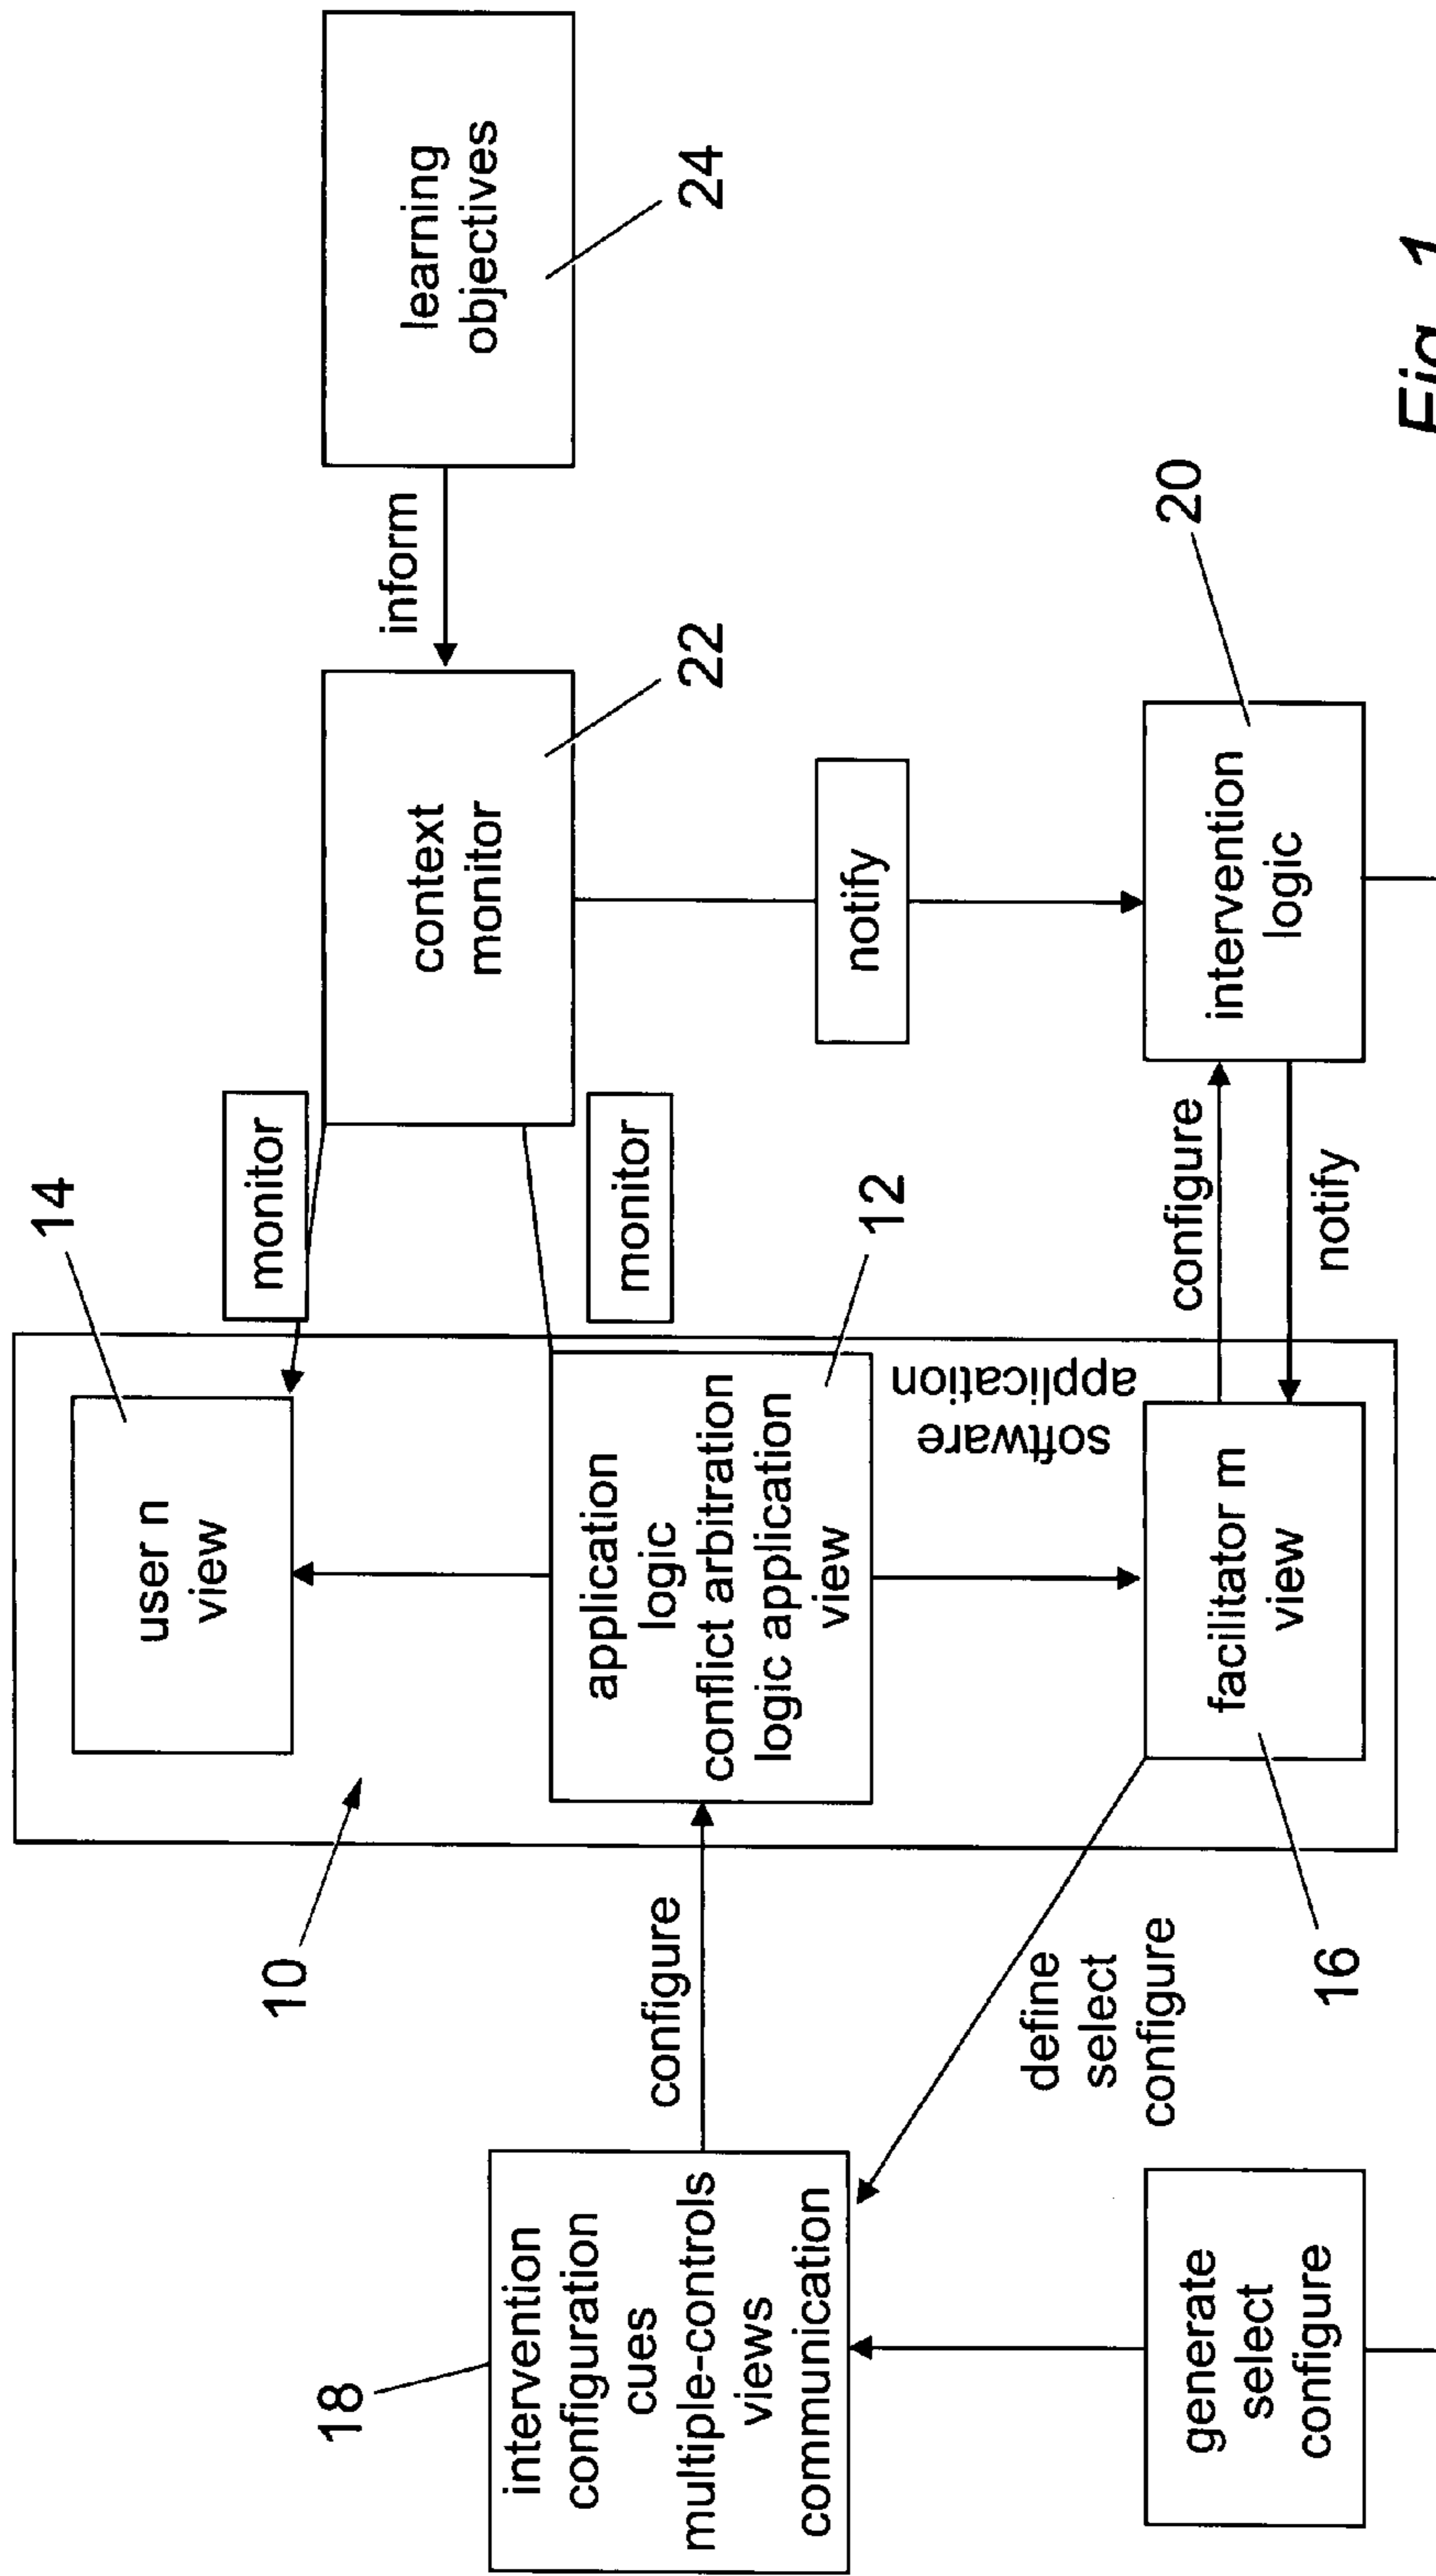 14
user n
view
monitor
10
learning
objectives
24
inform
context
monitor
22
monitor
18
intervention
configuration
cues
multiple-controls
views
communication
configure
application
logic
conflict arbitration
logic application
view
12
software
application
notify
define
select
configure
generate
select
configure
16
facilitator m
view
configure
notify
intervention
logic
20
Fig. 1